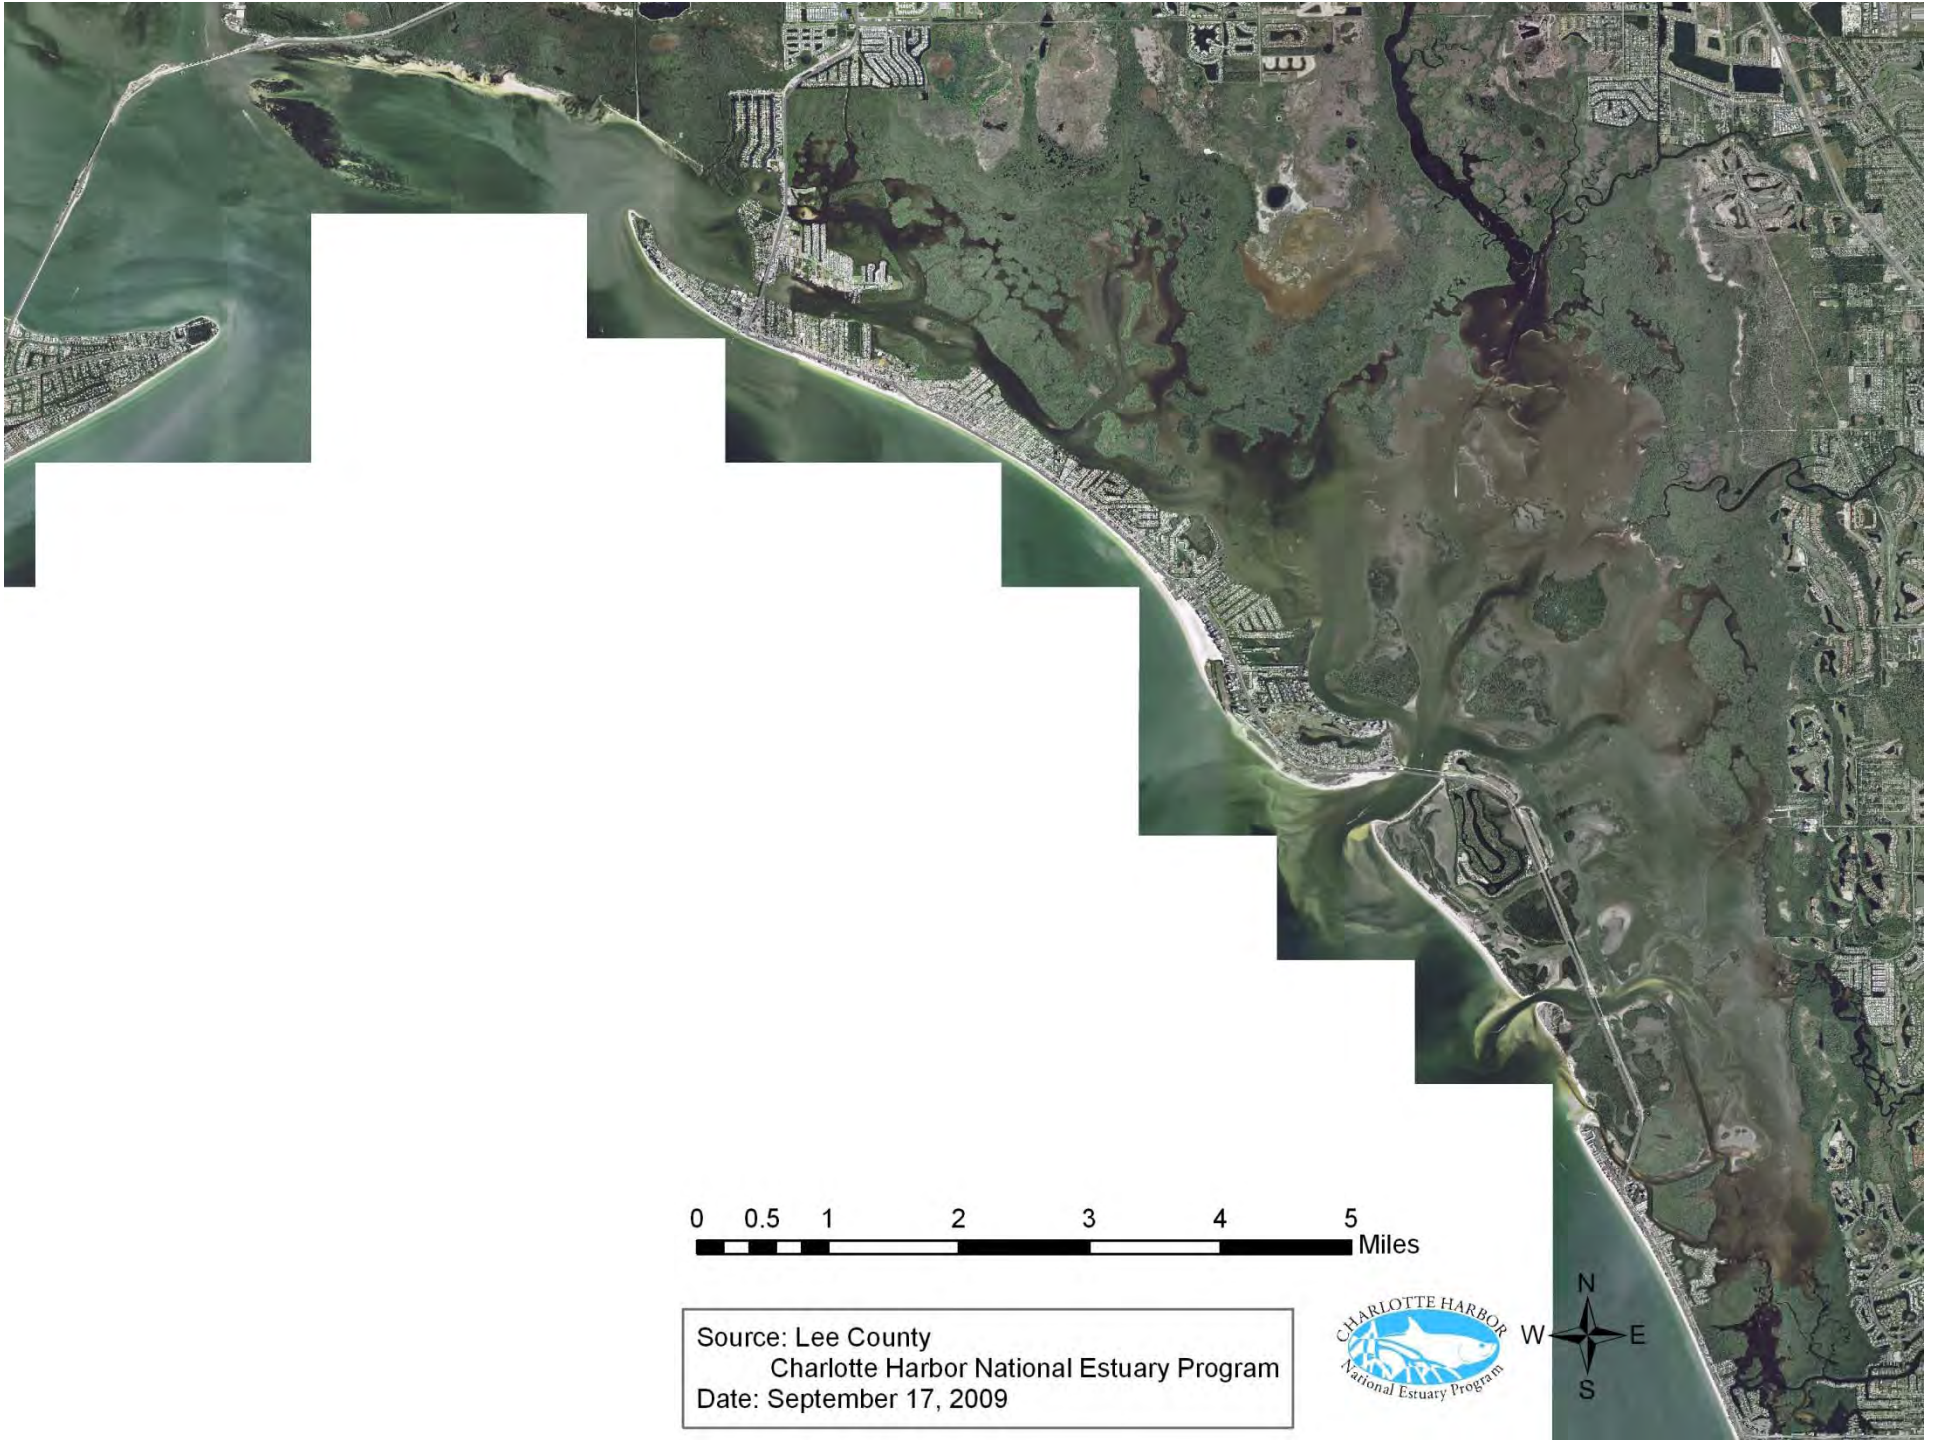 0 0.5 1 2 3 4 5
Miles
Source: Lee County
Charlotte Harbor National Estuary Program
Date: September 17, 2009
CHARLOTTE HARBOR
National Estuary Program
N
W E
S